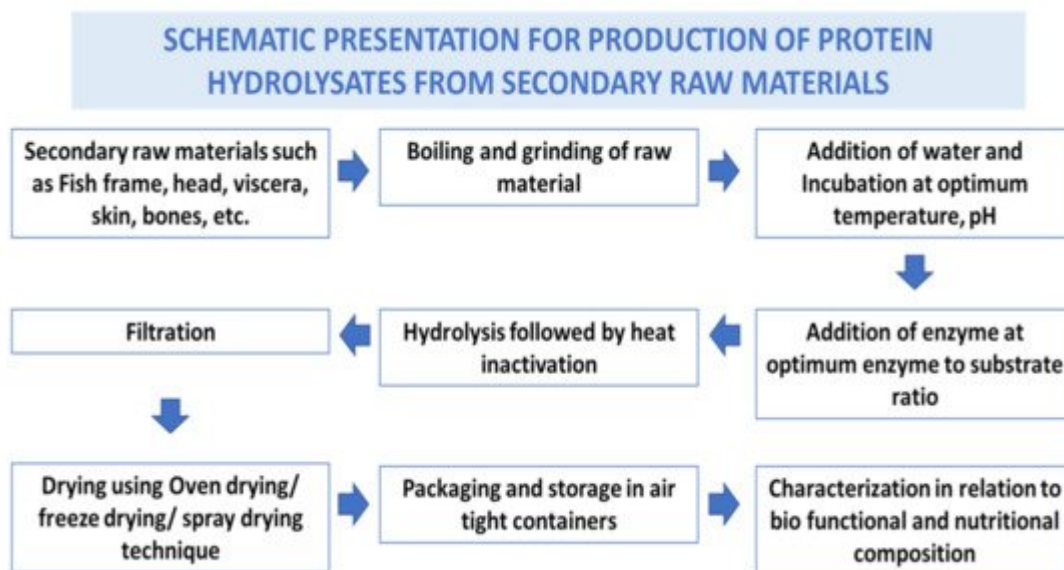 SCHEMATIC PRESENTATION FOR PRODUCTION OF PROTEIN
HYDROLYSATES FROM SECONDARY RAW MATERIALS
Secondary raw materials such
as Fish frame, head, viscera,
skin, bones, etc.
Boiling and grinding of raw
material
Addition of water and
Incubation at optimum
temperature, pH
Addition of enzyme at
optimum enzyme to substrate
ratio
Hydrolysis followed by heat
inactivation
Filtration
Drying using Oven drying/
freeze drying/ spray drying
technique
Packaging and storage in air
tight containers
Characterization in relation to
bio functional and nutritional
composition